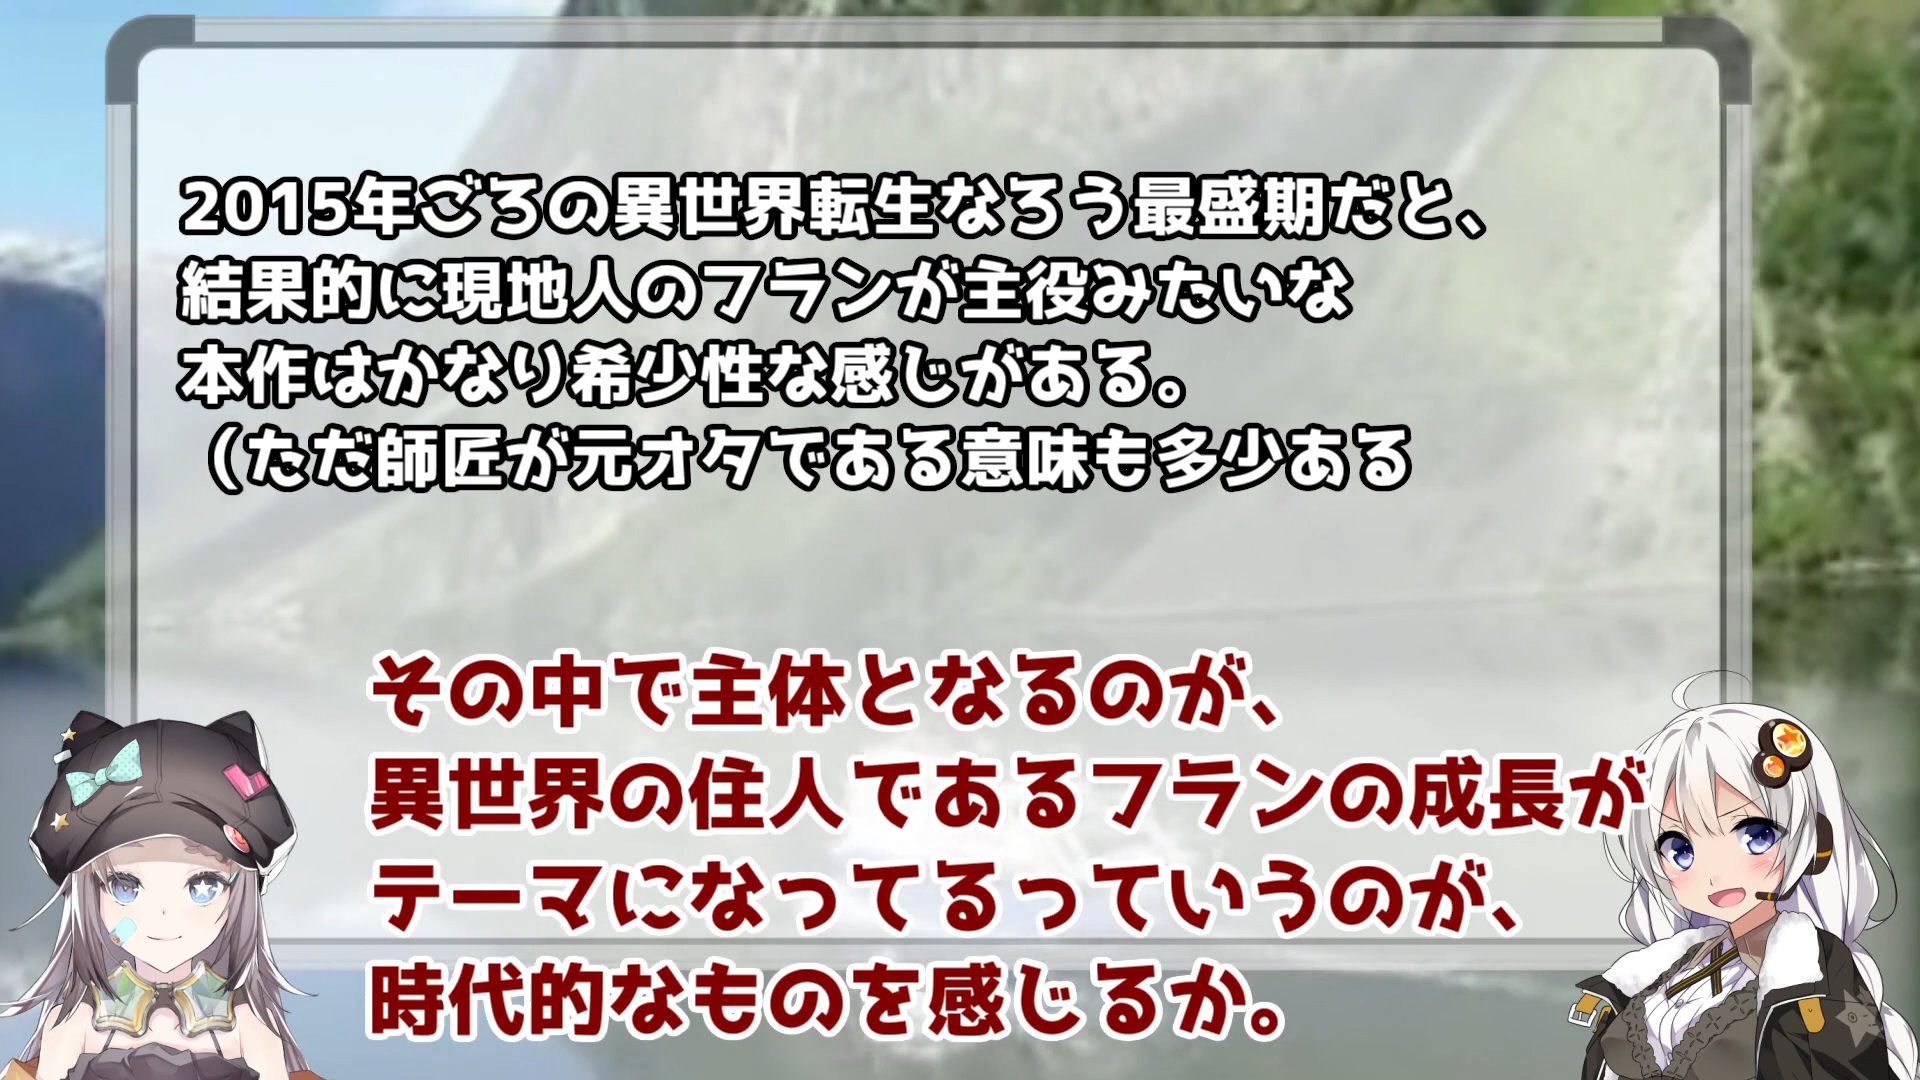 2015年ごろの異世界転生なろう最盛期だと、
結果的に現地人のフランが主役みたいな
本作はかなり希少性な感じがある。
（ただ師匠が元オタである意味も多少ある
その中で主体となるのが、
異世界の住人であるフランの成長が
テーマになってるっていうのが、
時代的なものを感じるか。